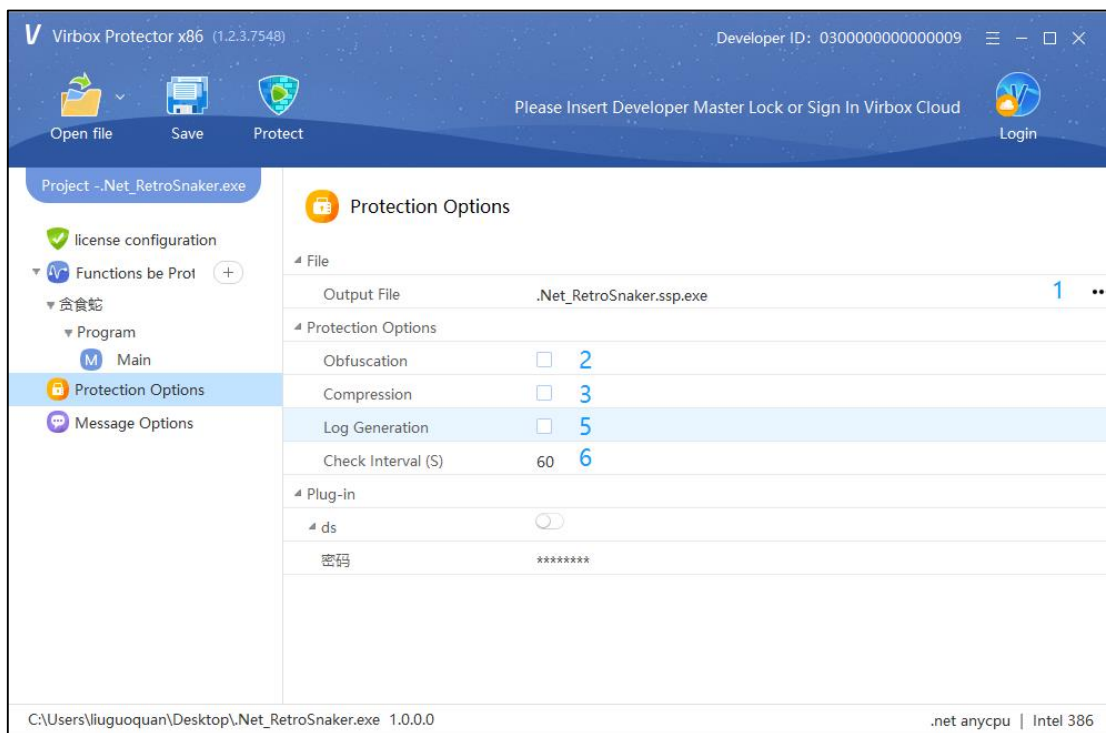 V Virbox Protector x86 (1.2.3.7548) Developer ID: 0300000000000009
Please Insert Developer Master Lock or Sign In Virbox Cloud
Open file Save Protect Login
Project -.Net_RetroSnaker.exe
Protection Options
license configuration
File
Functions be Prot +
Output File .Net_RetroSnaker.ssp.exe 1 ••
贪食蛇
Protection Options
Program
Obfuscation 2
M Main
Protection Options
Compression 3
Message Options
Log Generation 5
Check Interval (S) 60 6
Plug-in
ds
密码 ********
C:\Users\liuguoquan\Desktop\.Net_RetroSnaker.exe 1.0.0.0 .net anycpu | Intel 386